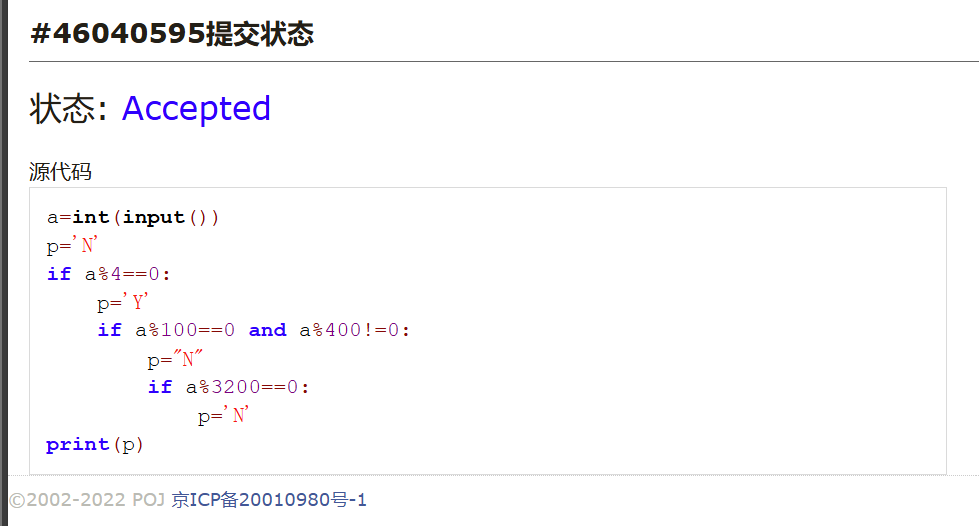 #46040595提交状态
状态: Accepted
源代码
a=int(input())
p='N'
if a%4==0:
    p='Y'
    if a%100==0 and a%400!=0:
        p="N"
        if a%3200==0:
            p='N'
print(p)
©2002-2022 POJ 京ICP备20010980号-1